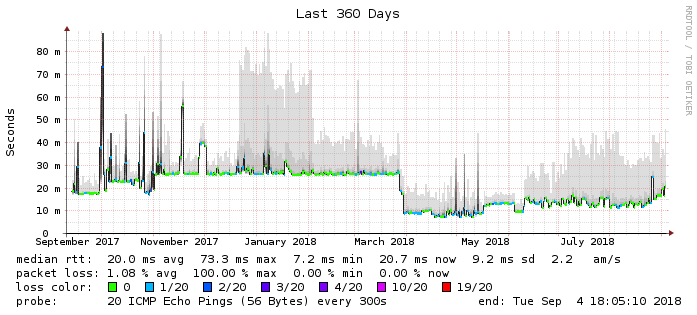 Last 360 Days
RRDTOOL / TOBI OETIKER
Seconds
80 m
70 m
60 m
50 m
40 m
30 m
20 m
10 m
0
September 2017 November 2017 January 2018 March 2018 May 2018 July 2018
median rtt: 20.0 ms avg 73.3 ms max 7.2 ms min 20.7 ms now 9.2 ms sd 2.2 am/s
packet loss: 1.08 % avg 100.00 % max 0.00 % min 0.00 % now
loss color: 0 1/20 2/20 3/20 4/20 10/20 19/20
probe: 20 ICMP Echo Pings (56 Bytes) every 300s end: Tue Sep 4 18:05:10 2018